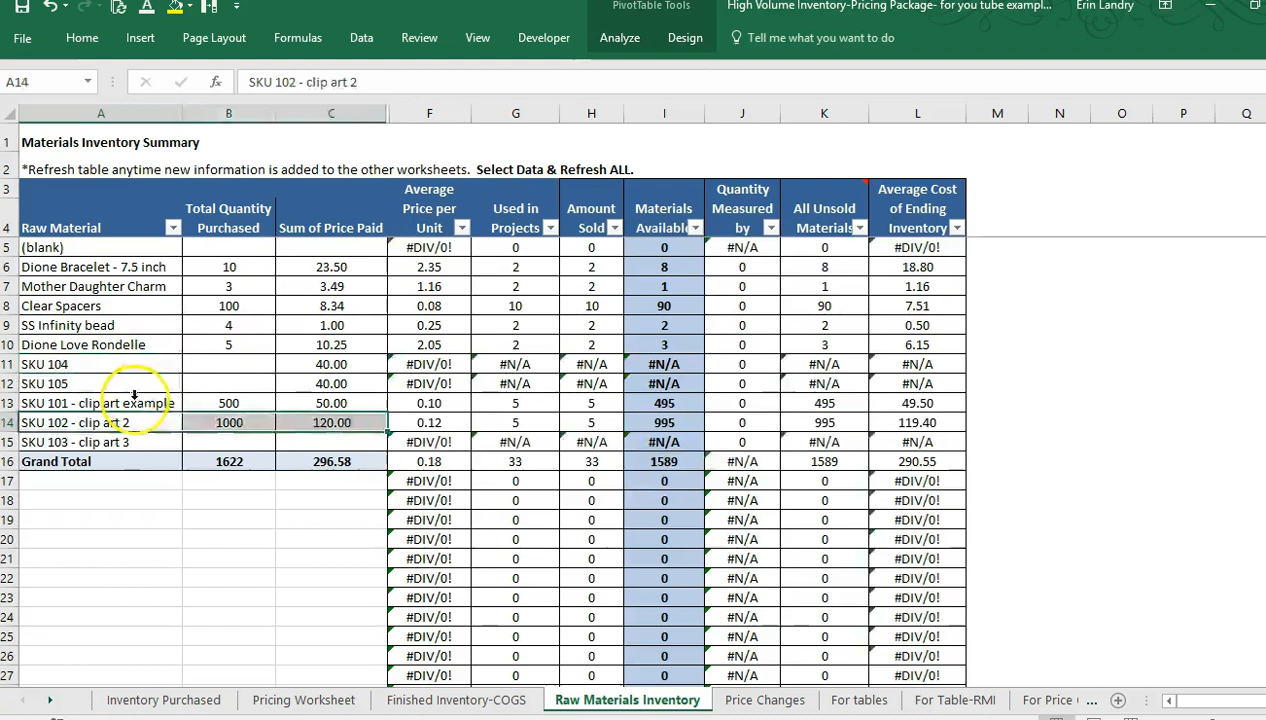 PivotTable Tools High Volume Inventory-Pricing Package- for you tube exampl... Erin Landry
File Home Insert Page Layout Formulas Data Review View Developer Analyze Design Tell me what you want to do
A14 fx SKU 102 - clip art 2
A B C F G H I J K L M N O P Q
1 Materials Inventory Summary
2 *Refresh table anytime new information is added to the other worksheets. Select Data & Refresh ALL.
3 Average Quantity Average Cost
Total Quantity Price per Used in Amount Materials Measured All Unsold of Ending
4 Raw Material Purchased Sum of Price Paid Unit Projects Sold Available by Materials Inventory
5 (blank) #DIV/0! 0 0 0 #N/A 0 #DIV/0!
6 Dione Bracelet - 7.5 inch 10 23.50 2.35 2 2 8 0 8 18.80
7 Mother Daughter Charm 3 3.49 1.16 2 2 1 0 1 1.16
8 Clear Spacers 100 8.34 0.08 10 10 90 0 90 7.51
9 SS Infinity bead 4 1.00 0.25 2 2 2 0 2 0.50
10 Dione Love Rondelle 5 10.25 2.05 2 2 3 0 3 6.15
11 SKU 104 40.00 #DIV/0! #N/A #N/A #N/A 0 #N/A #N/A
12 SKU 105 40.00 #DIV/0! #N/A #N/A #N/A 0 #N/A #N/A
13 SKU 101 - clip art example 500 50.00 0.10 5 5 495 0 495 49.50
14 SKU 102 - clip art 2 1000 120.00 0.12 5 5 995 0 995 119.40
15 SKU 103 - clip art 3 #DIV/0! #N/A #N/A #N/A 0 #N/A #N/A
16 Grand Total 1622 296.58 0.18 33 33 1589 #N/A 1589 290.55
17 #DIV/0! 0 0 0 #N/A 0 #DIV/0!
18 #DIV/0! 0 0 0 #N/A 0 #DIV/0!
19 #DIV/0! 0 0 0 #N/A 0 #DIV/0!
20 #DIV/0! 0 0 0 #N/A 0 #DIV/0!
21 #DIV/0! 0 0 0 #N/A 0 #DIV/0!
22 #DIV/0! 0 0 0 #N/A 0 #DIV/0!
23 #DIV/0! 0 0 0 #N/A 0 #DIV/0!
24 #DIV/0! 0 0 0 #N/A 0 #DIV/0!
25 #DIV/0! 0 0 0 #N/A 0 #DIV/0!
26 #DIV/0! 0 0 0 #N/A 0 #DIV/0!
27 #DIV/0! 0 0 0 #N/A 0 #DIV/0!
... Inventory Purchased Pricing Worksheet Finished Inventory-COGS Raw Materials Inventory Price Changes For tables For Table-RMI For Price ...